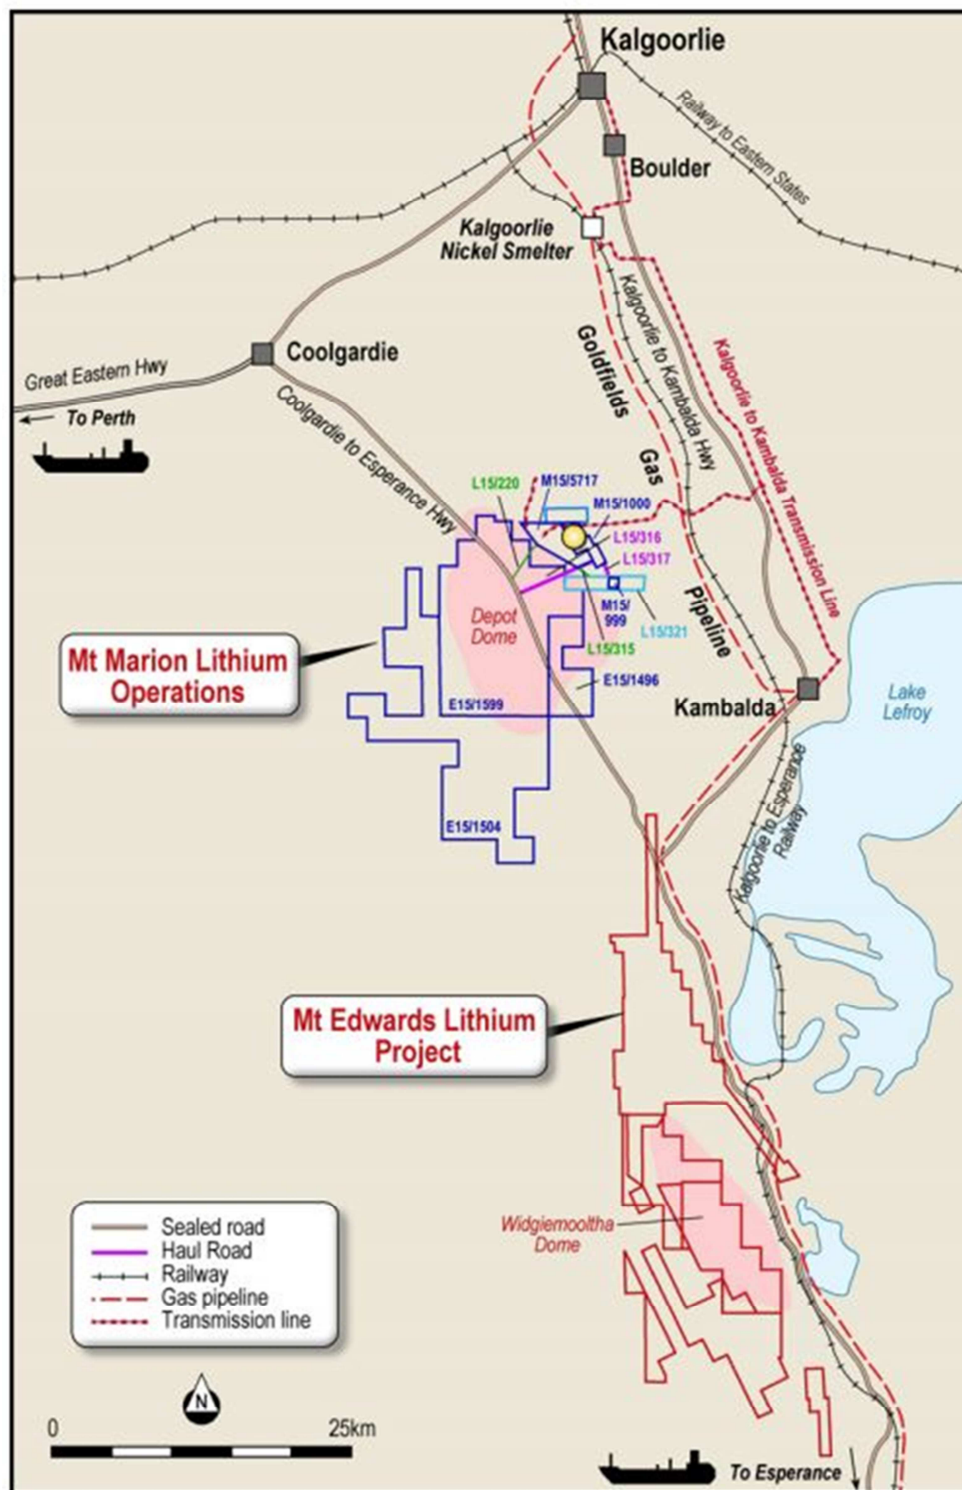 Kalgoorlie
Railway to Eastern States
Boulder
Kalgoorlie
Nickel Smelter
Kalgoorlie to Kambalda Hwy
Goldfields
Gas
Pipeline
Kalgoorlie to Kambalda Transmission Line
Coolgardie
Great Eastern Hwy
To Perth
Coolgardie to Esperance Hwy
L15/220
M15/5717
M15/1000
L15/316
L15/317
M15/
999
L15/321
L15/315
Depot
Dome
E15/1496
E15/1599
E15/1504
Mt Marion Lithium
Operations
Kambalda
Lake
Lefroy
Kalgoorlie to Esperance
Railway
Mt Edwards Lithium
Project
Widgiemooltha
Dome
Sealed road
Haul Road
Railway
Gas pipeline
Transmission line
N
0
25km
To Esperance